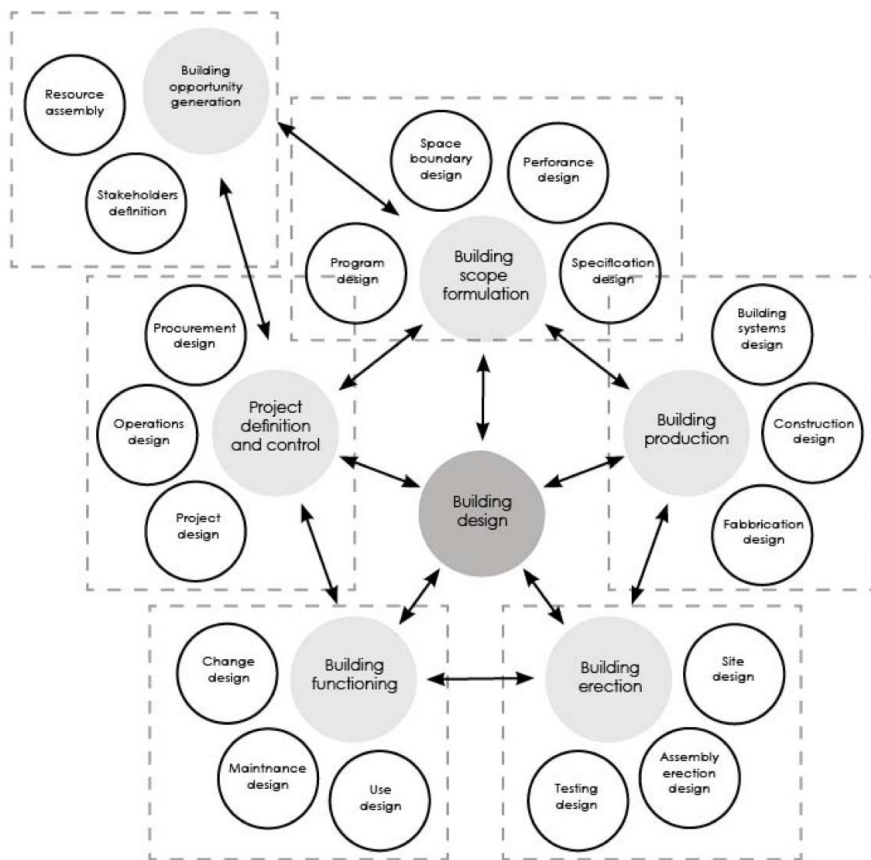 Building
opportunity
generation
Resource
assembly
Stakeholders
definition
Space
boundary
design
Perforance
design
Program
design
Building
scope
formulation
Specification
design
Procurement
design
Operations
design
Project
design
Project
definition
and control
Building
systems
design
Building
production
Construction
design
Fabbrication
design
Building
design
Change
design
Building
functioning
Maintnance
design
Use
design
Building
erection
Site
design
Assembly
erection
design
Testing
design